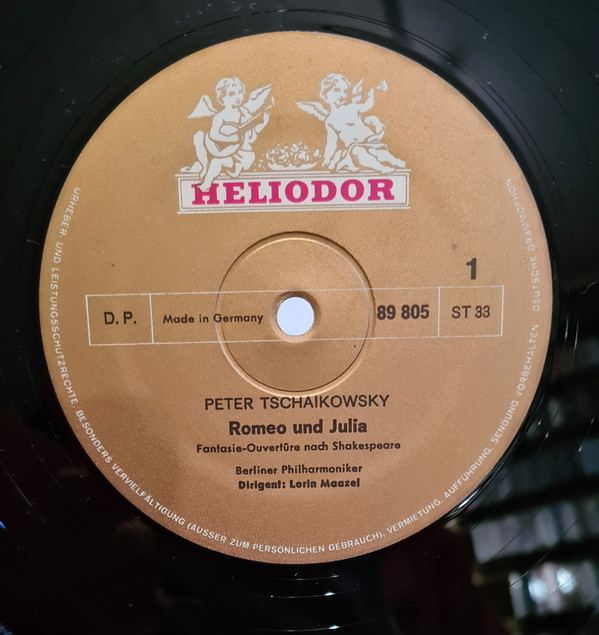 HELIODOR
1
D. P.
Made in Germany
89 805
ST 33
PETER TSCHAIKOWSKY
Romeo und Julia
Fantasie-Ouvertüre nach Shakespeare
Berliner Philharmoniker
Dirigent: Lorin Maazel
URHEBER- UND LEISTUNGSSCHUTZRECHTE, BESONDERS VERVIELFÄLTIGUNG (AUSSER ZUM PERSÖNLICHEN GEBRAUCH), VERMIETUNG, AUFFÜHRUNG, SENDUNG VORBEHALTEN DEUTSCHE GRAMMOPHON